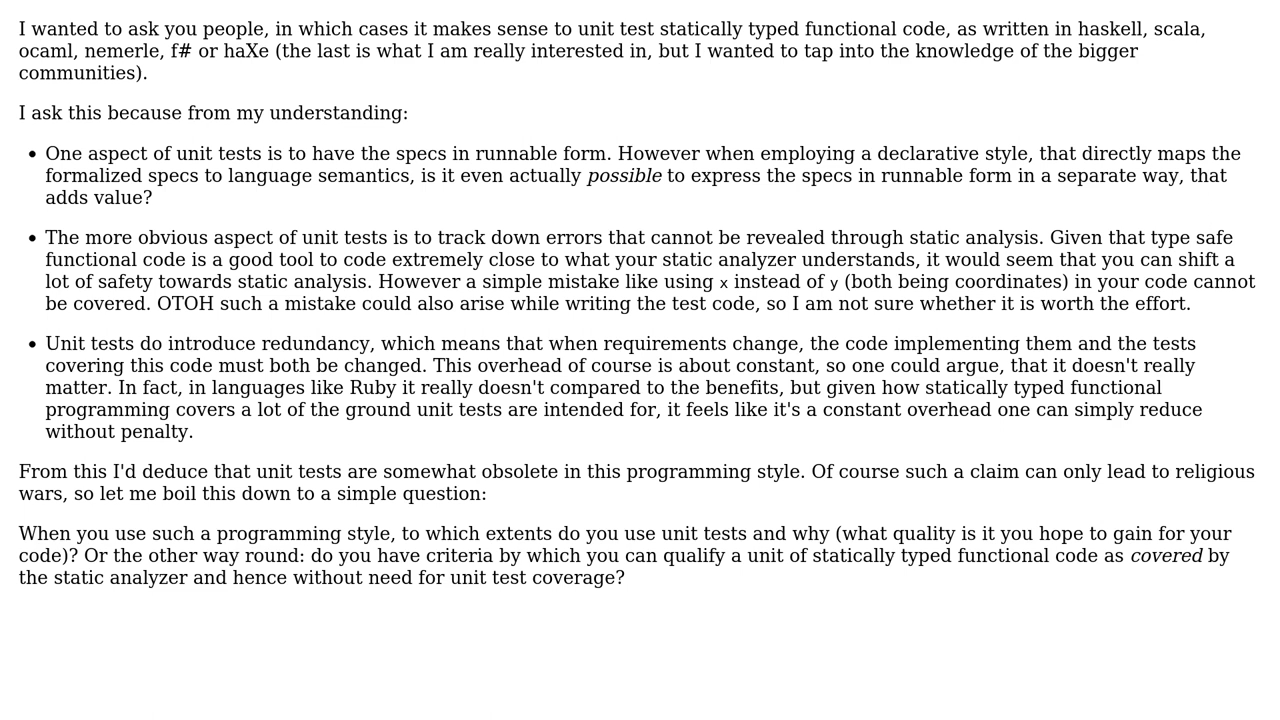 I wanted to ask you people, in which cases it makes sense to unit test statically typed functional code, as written in haskell, scala,
ocaml, nemerle, f# or haXe (the last is what I am really interested in, but I wanted to tap into the knowledge of the bigger
communities).
I ask this because from my understanding:
• One aspect of unit tests is to have the specs in runnable form. However when employing a declarative style, that directly maps the
formalized specs to language semantics, is it even actually possible to express the specs in runnable form in a separate way, that
adds value?
• The more obvious aspect of unit tests is to track down errors that cannot be revealed through static analysis. Given that type safe
functional code is a good tool to code extremely close to what your static analyzer understands, it would seem that you can shift a
lot of safety towards static analysis. However a simple mistake like using x instead of y (both being coordinates) in your code cannot
be covered. OTOH such a mistake could also arise while writing the test code, so I am not sure whether it is worth the effort.
• Unit tests do introduce redundancy, which means that when requirements change, the code implementing them and the tests
covering this code must both be changed. This overhead of course is about constant, so one could argue, that it doesn't really
matter. In fact, in languages like Ruby it really doesn't compared to the benefits, but given how statically typed functional
programming covers a lot of the ground unit tests are intended for, it feels like it's a constant overhead one can simply reduce
without penalty.
From this I'd deduce that unit tests are somewhat obsolete in this programming style. Of course such a claim can only lead to religious
wars, so let me boil this down to a simple question:
When you use such a programming style, to which extents do you use unit tests and why (what quality is it you hope to gain for your
code)? Or the other way round: do you have criteria by which you can qualify a unit of statically typed functional code as covered by
the static analyzer and hence without need for unit test coverage?